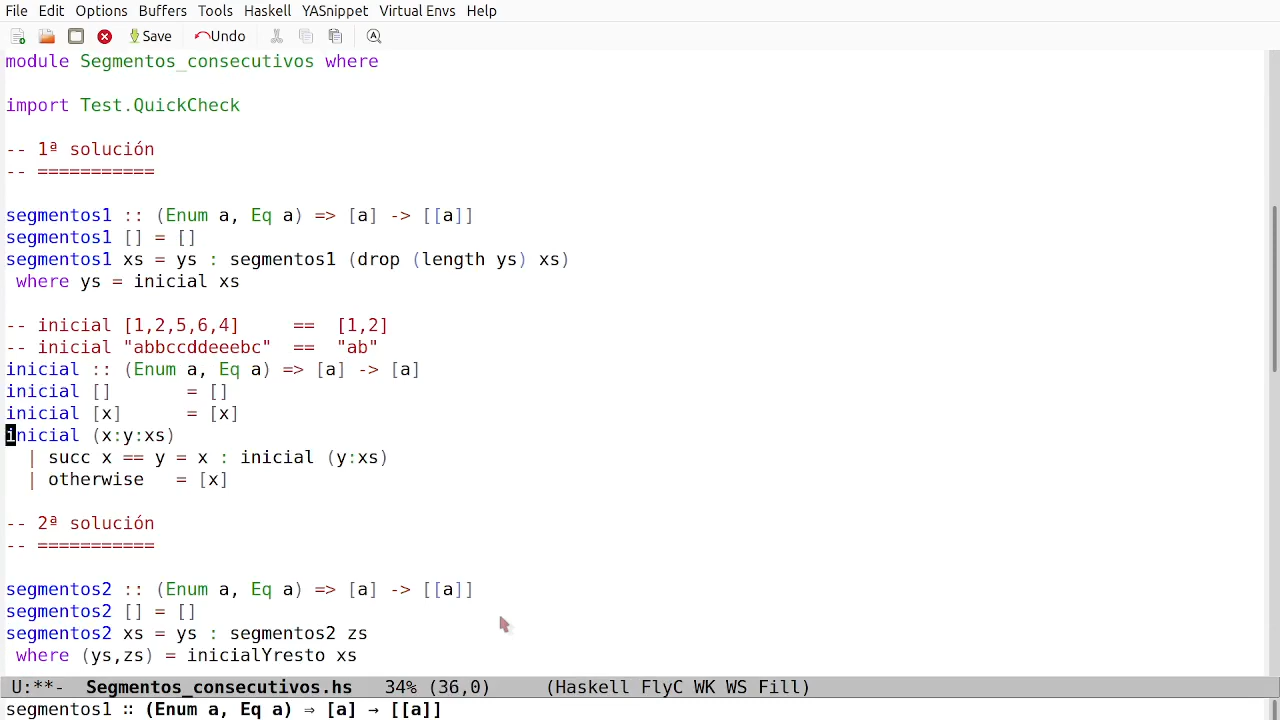 File Edit Options Buffers Tools Haskell YASnippet Virtual Envs Help
Save Undo
module Segmentos_consecutivos where
import Test.QuickCheck
-- 1ª solución
-- ===========
segmentos1 :: (Enum a, Eq a) => [a] -> [[a]]
segmentos1 [] = []
segmentos1 xs = ys : segmentos1 (drop (length ys) xs)
 where ys = inicial xs
-- inicial [1,2,5,6,4]     ==  [1,2]
-- inicial "abbccddeeebc"  ==  "ab"
inicial :: (Enum a, Eq a) => [a] -> [a]
inicial []       = []
inicial [x]      = [x]
inicial (x:y:xs)
  | succ x == y = x : inicial (y:xs)
  | otherwise   = [x]
-- 2ª solución
-- ===========
segmentos2 :: (Enum a, Eq a) => [a] -> [[a]]
segmentos2 [] = []
segmentos2 xs = ys : segmentos2 zs
 where (ys,zs) = inicialYresto xs
U:**-  Segmentos_consecutivos.hs   34% (36,0)     (Haskell FlyC WK WS Fill)
segmentos1 ∷ (Enum a, Eq a) ⇒ [a] → [[a]]